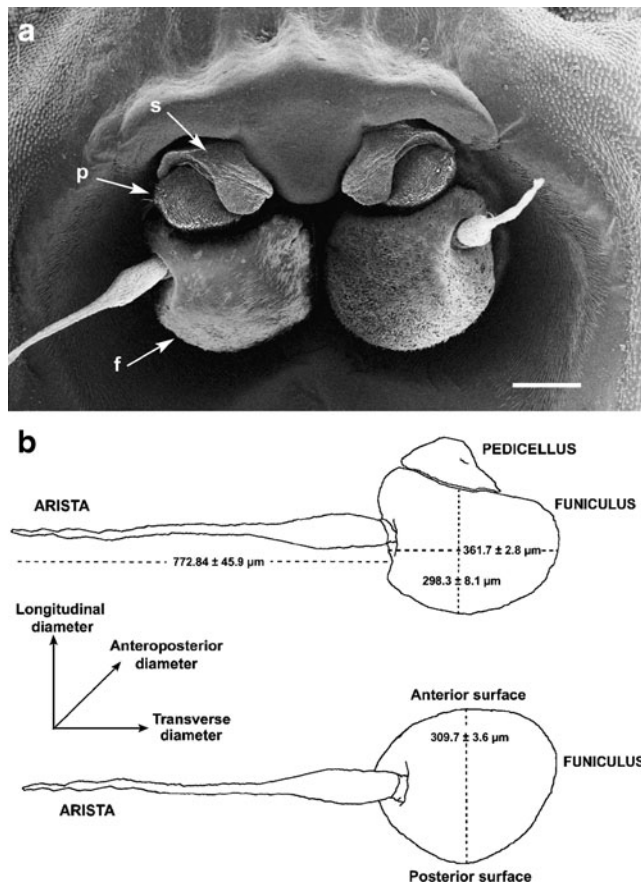 a
s
p
f
b
PEDICELLUS
ARISTA
FUNICULUS
361.7 ± 2.8 µm
772.84 ± 45.9 µm
298.3 ± 8.1 µm
Longitudinal
diameter
Anteroposterior
diameter
Transverse
diameter
Anterior surface
309.7 ± 3.6 µm
FUNICULUS
ARISTA
Posterior surface